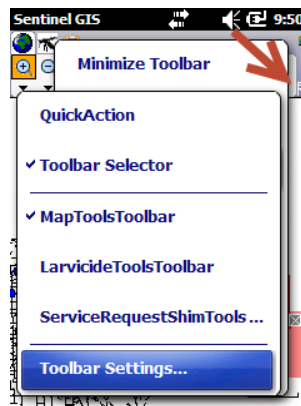 Sentinel GIS 9:50
Minimize Toolbar
QuickAction
Toolbar Selector
MapToolsToolbar
LarvicideToolsToolbar
ServiceRequestShimTools ...
Toolbar Settings...